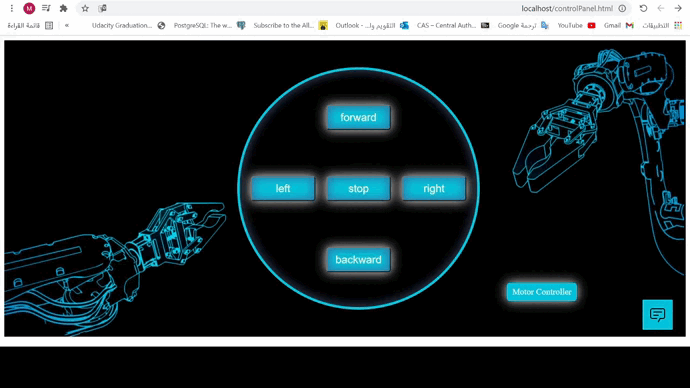 localhost/controlPanel.html
قائمة القراءة
»
Udacity Graduation...
PostgreSQL: The w...
Subscribe to the All...
Outlook - ...التقويم وا
CAS – Central Auth...
ترجمة Google
YouTube
Gmail
التطبيقات
M
forward
left
stop
right
backward
Motor Controller